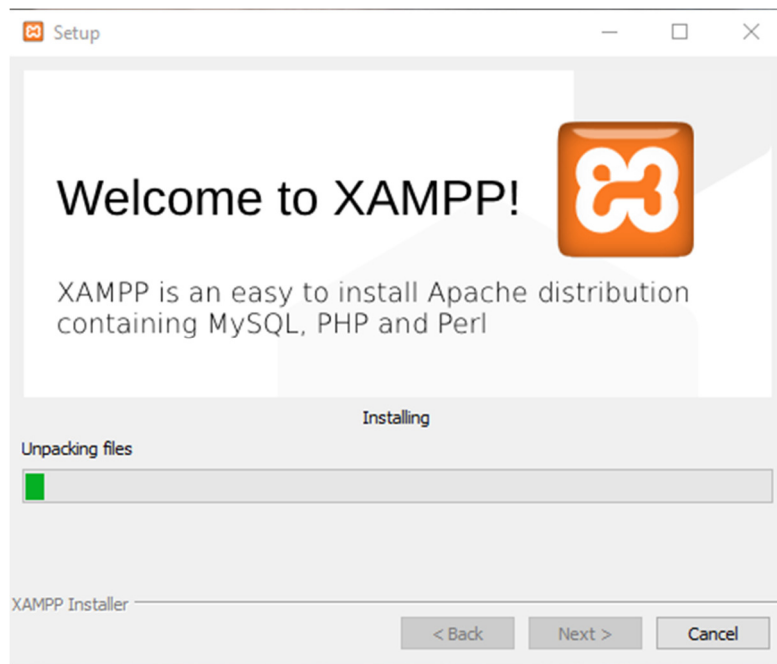 Setup
Welcome to XAMPP!
XAMPP is an easy to install Apache distribution
containing MySQL, PHP and Perl
Installing
Unpacking files
XAMPP Installer
< Back
Next >
Cancel